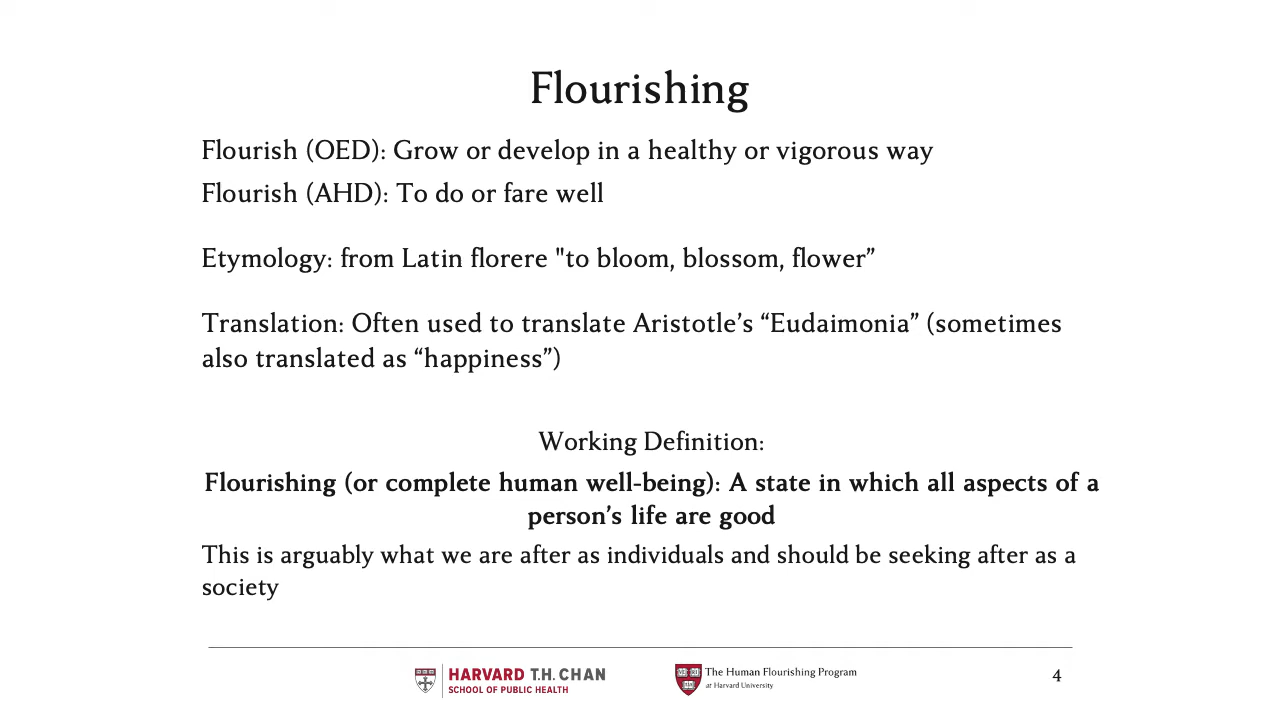 Flourishing
Flourish (OED): Grow or develop in a healthy or vigorous way
Flourish (AHD): To do or fare well
Etymology: from Latin florere "to bloom, blossom, flower”
Translation: Often used to translate Aristotle’s “Eudaimonia” (sometimes
also translated as “happiness”)
Working Definition:
Flourishing (or complete human well-being): A state in which all aspects of a
person’s life are good
This is arguably what we are after as individuals and should be seeking after as a
society
HARVARD T.H. CHAN
SCHOOL OF PUBLIC HEALTH
The Human Flourishing Program
at Harvard University
4